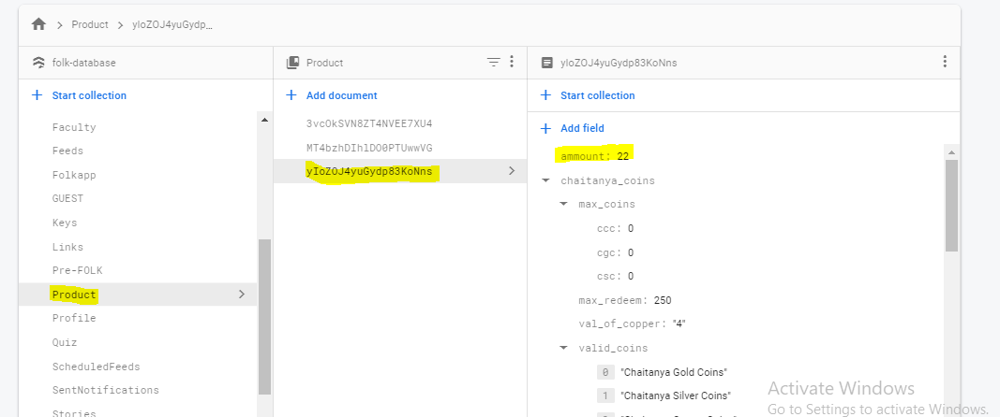 Product
yIoZOJ4yuGydp...
folk-database
Product
yIoZOJ4yuGydp83KoNns
Start collection
Add document
Start collection
Faculty
Feeds
Folkapp
GUEST
Keys
Links
Pre-FOLK
Product
Profile
Quiz
ScheduledFeeds
SentNotifications
Stories
3vcOkSVN8ZT4NVEE7XU4
MT4bzhDIhlDO0PTUwwVG
yIoZOJ4yuGydp83KoNns
Add field
ammount: 22
chaitanya_coins
max_coins
ccc: 0
cgc: 0
csc: 0
max_redeem: 250
val_of_copper: "4"
valid_coins
0 "Chaitanya Gold Coins"
1 "Chaitanya Silver Coins"
Activate Windows
Go to Settings to activate Windows.